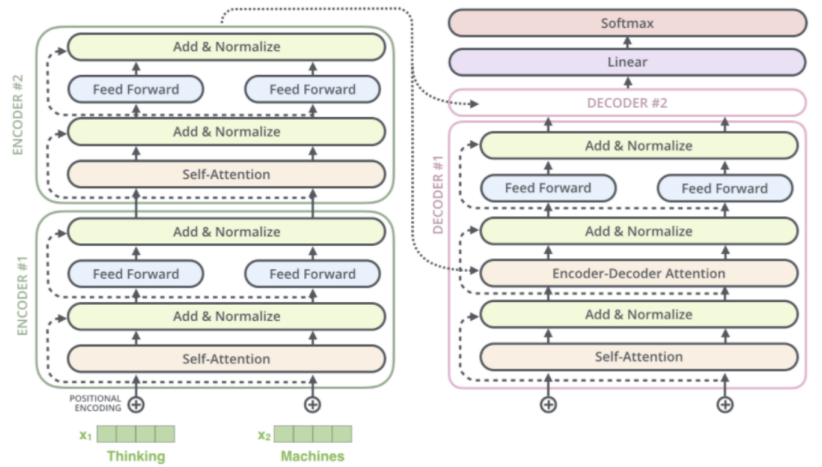 ENCODER #2
Add & Normalize
Feed Forward Feed Forward
Add & Normalize
Self-Attention
ENCODER #1
Add & Normalize
Feed Forward Feed Forward
Add & Normalize
Self-Attention
POSITIONAL
ENCODING
x₁ x₂
Thinking Machines
Softmax
Linear
DECODER #2
DECODER #1
Add & Normalize
Feed Forward Feed Forward
Add & Normalize
Encoder-Decoder Attention
Add & Normalize
Self-Attention